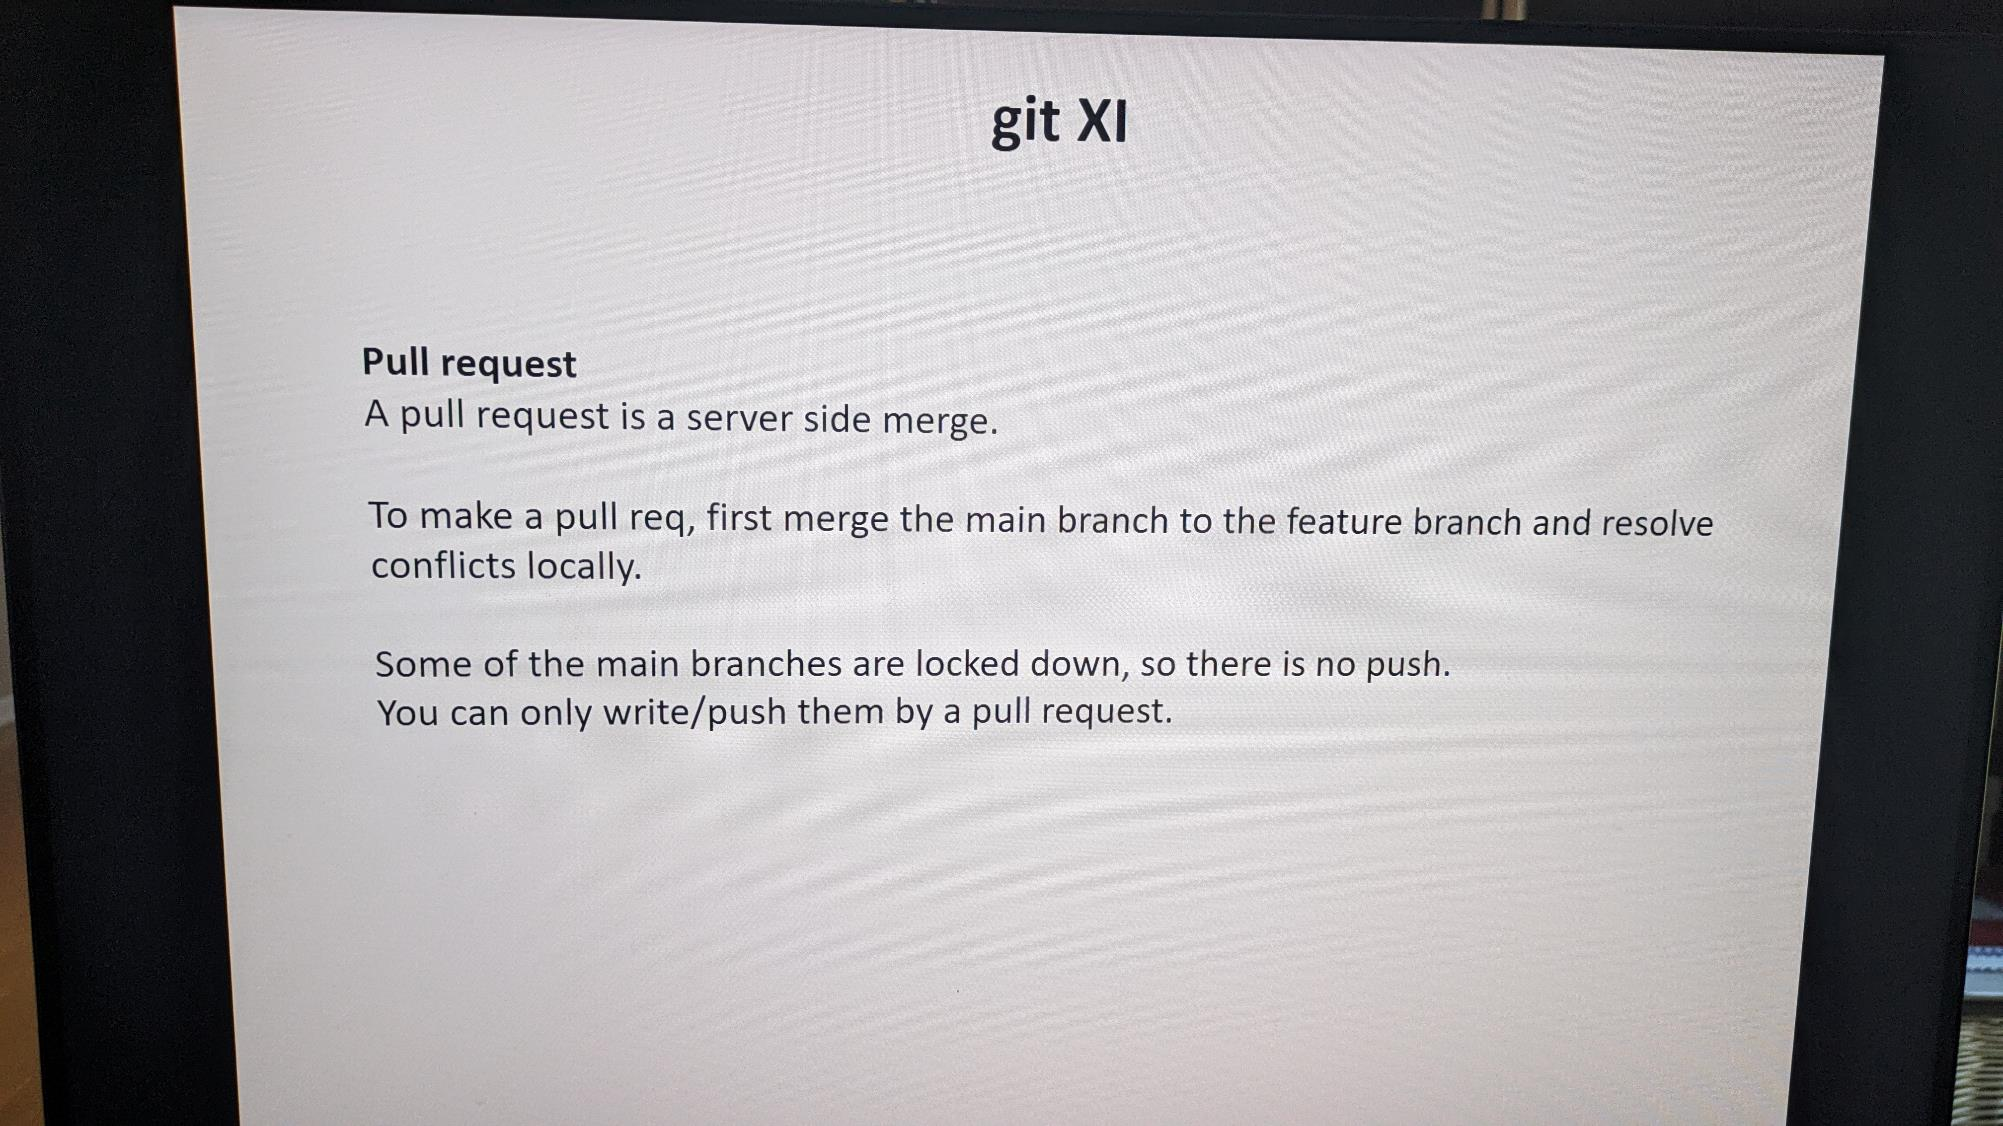 git XI
Pull request
A pull request is a server side merge.
To make a pull req, first merge the main branch to the feature branch and resolve
conflicts locally.
Some of the main branches are locked down, so there is no push.
You can only write/push them by a pull request.